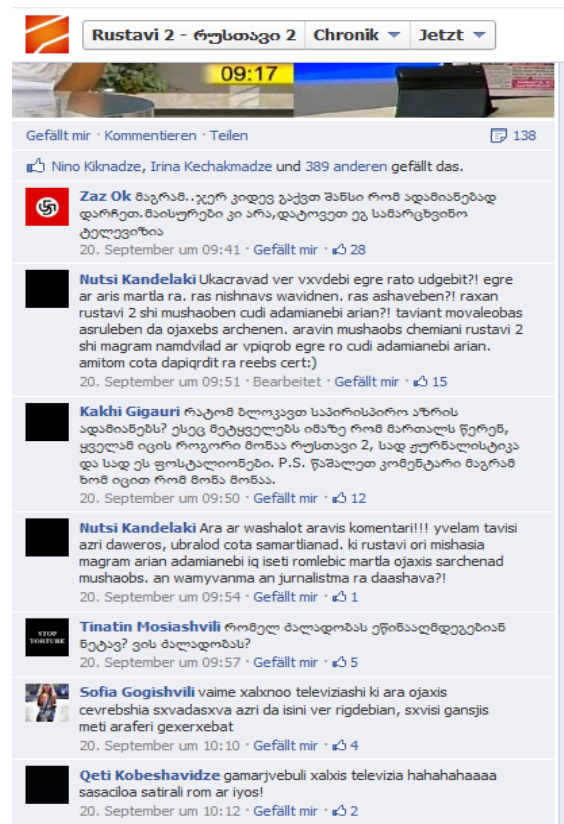 Rustavi 2 - რუსთავი 2 Chronik Jetzt
09:17
Gefällt mir · Kommentieren · Teilen 138
Nino Kiknadze, Irina Kechakmadze und 389 anderen gefällt das.
Zaz Ok მაგრამ..ჯერ კიდევ გაქვთ შანსი რომ ადამიანებად
დარჩეთ.მაისურები კი არა,დატოვეთ ეგ სამარცხვინო
ტელევიზია
20. September um 09:41 · Gefällt mir · 28
Nutsi Kandelaki Ukacravad ver vxvdebi egre rato udgebit?! egre
ar aris martla ra. ras nishnavs wavidnen. ras ashaveben?! raxan
rustavi 2 shi mushaoben cudi adamianebi arian?! taviant movaleobas
asruleben da ojaxebs archenen. aravin mushaobs chemiani rustavi 2
shi magram namdvilad ar vpiqrob egre ro cudi adamianebi arian.
amitom cota dapiqrdit ra reebs cert:)
20. September um 09:51 · Bearbeitet · Gefällt mir · 15
Kakhi Gigauri რატომ ბლოკავთ საპირისპირო აზრის
ადამიანებს? ესეც მეტყველებს იმაზე რომ მართალს წერენ,
ყველამ იცის როგორი მონაა რუსთავი 2, სად ჟურნალისტიკა
და სად ეს ფოსტალიონები. P.S. წაშალეთ კომენტარი მაგრამ
ხომ იცით რომ მონა მონაა.
20. September um 09:50 · Gefällt mir · 12
Nutsi Kandelaki Ara ar washalot aravis komentari!!! yvelam tavisi
azri daweros, ubralod cota samartlianad. ki rustavi ori mishasia
magram arian adamianebi iq iseti romlebic martla ojaxis sarchenad
mushaobs. an wamyvanma an jurnalistma ra daashava?!
20. September um 09:54 · Gefällt mir · 1
STOP
TORTURE
Tinatin Mosiashvili რომელ ძალადობას ეწინააღმდეგებიან
ნეტავ? ვის ძალადობას?
20. September um 09:57 · Gefällt mir · 5
Sofia Gogishvili vaime xalxnoo televiziashi ki ara ojaxis
cevrebshia sxvadasxva azri da isini ver rigdebian, sxvisi gansjis
meti araferi gexerxebat
20. September um 10:10 · Gefällt mir · 4
Qeti Kobeshavidze gamarjvebuli xalxis televizia hahahahaaaa
sasaciloa satirali rom ar iyos!
20. September um 10:12 · Gefällt mir · 2